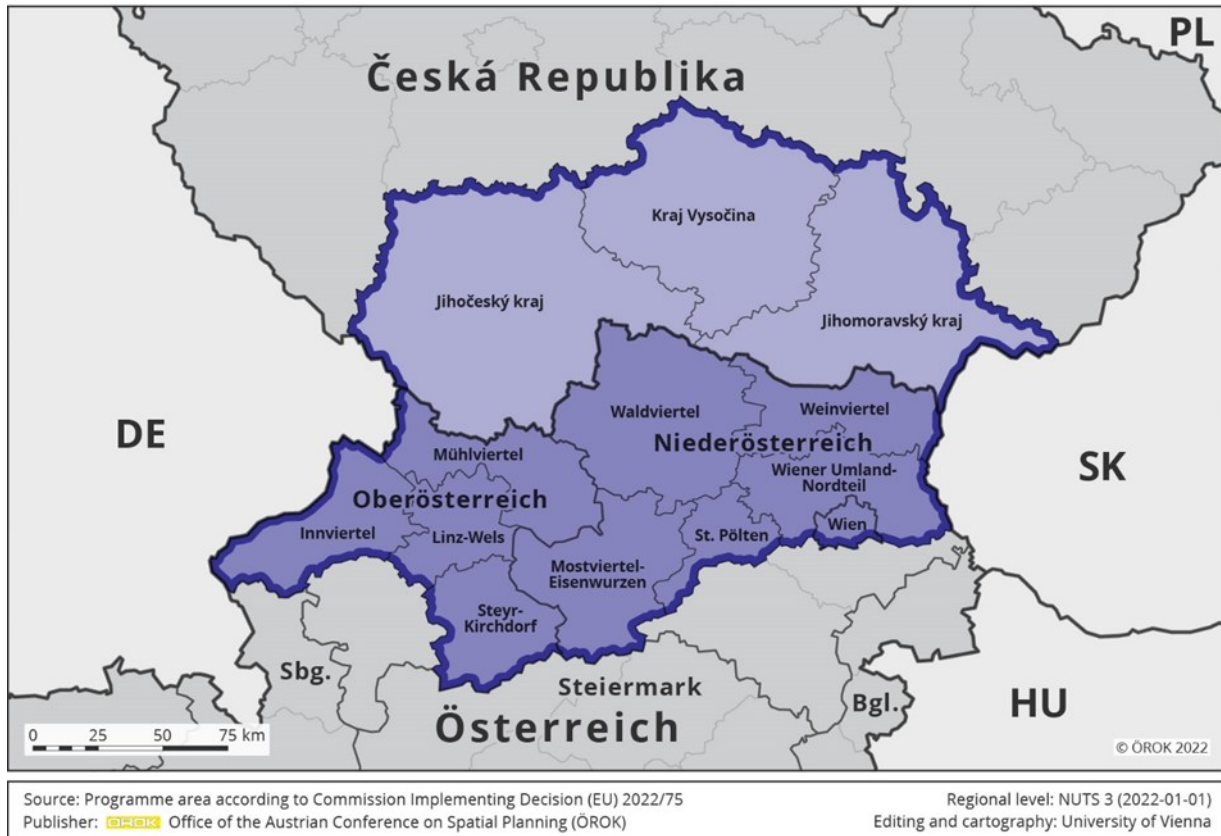 PL
Česká Republika
Kraj Vysočina
Jihočeský kraj
Jihomoravský kraj
DE
Waldviertel
Weinviertel
Niederösterreich
Mühlviertel
SK
Wiener Umland-
Nordteil
Oberösterreich
Innviertel
Linz-Wels
St. Pölten
Wien
Mostviertel-
Eisenwurzen
Steyr-
Kirchdorf
Sbg.
Steiermark
Bgl.
HU
Österreich
0 25 50 75 km
© ÖROK 2022
Source: Programme area according to Commission Implementing Decision (EU) 2022/75
Regional level: NUTS 3 (2022-01-01)
Publisher: ÖROK Office of the Austrian Conference on Spatial Planning (ÖROK)
Editing and cartography: University of Vienna